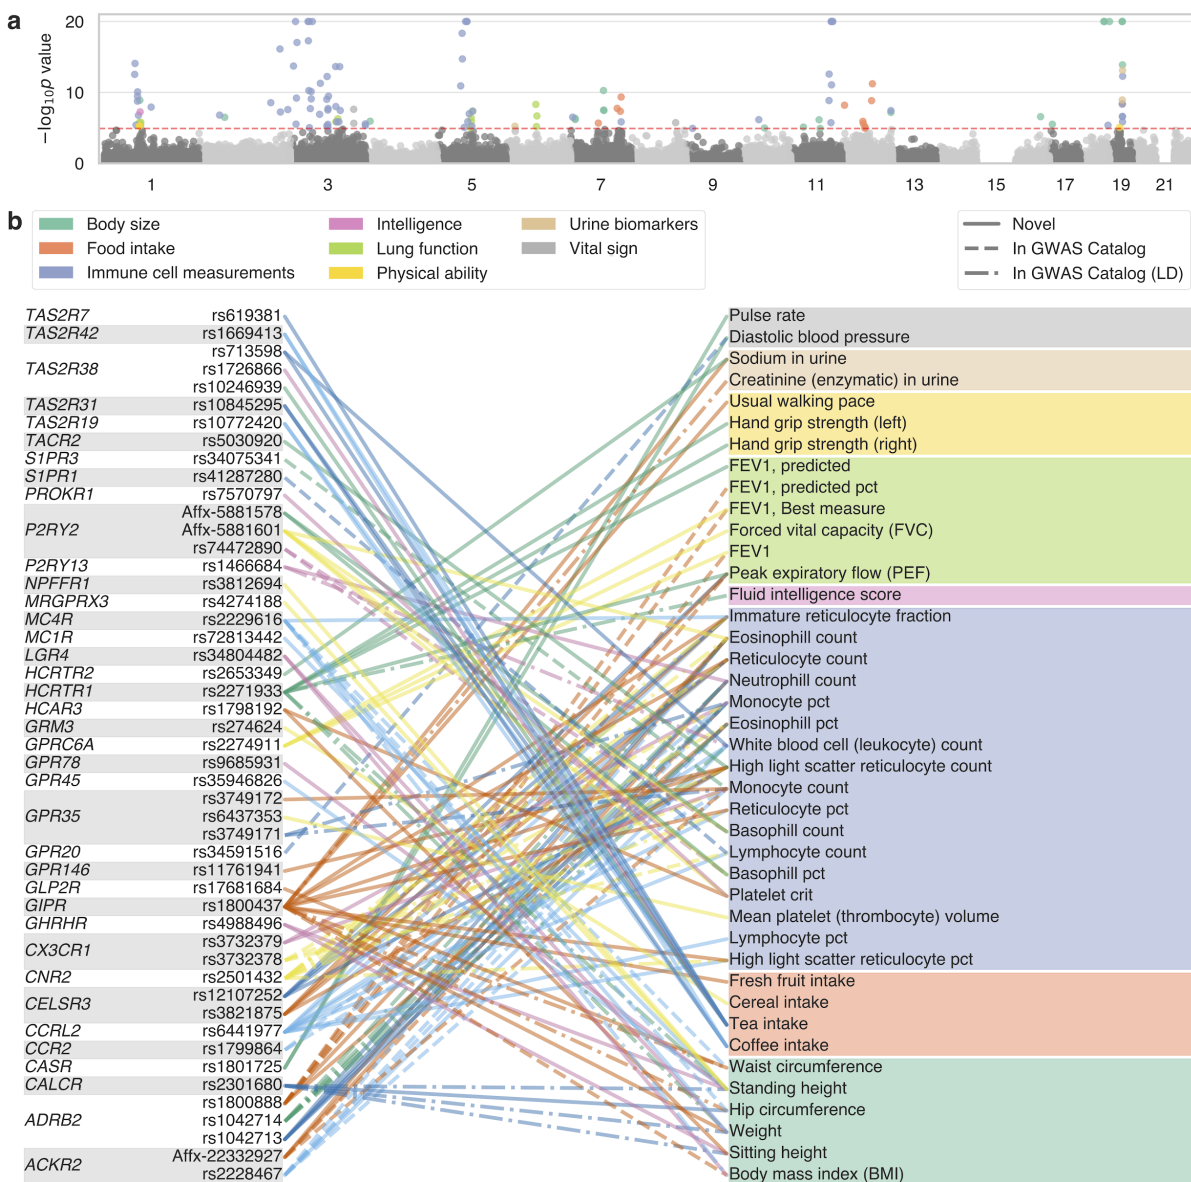 a
−log10p value
20
10
0
1
3
5
7
9
11
13
15
17
19
21
b
Body size
Food intake
Immune cell measurements
Intelligence
Lung function
Physical ability
Urine biomarkers
Vital sign
Novel
In GWAS Catalog
In GWAS Catalog (LD)
TAS2R7 rs619381
TAS2R42 rs1669413
rs713598
TAS2R38 rs1726866
rs10246939
TAS2R31 rs10845295
TAS2R19 rs10772420
TACR2 rs5030920
S1PR3 rs34075341
S1PR1 rs41287280
PROKR1 rs7570797
Affx-5881578
P2RY2 Affx-5881601
rs74472890
P2RY13 rs1466684
NPFFR1 rs3812694
MRGPRX3 rs4274188
MC4R rs2229616
MC1R rs72813442
LGR4 rs34804482
HCRTR2 rs2653349
HCRTR1 rs2271933
HCAR3 rs1798192
GRM3 rs274624
GPRC6A rs2274911
GPR78 rs9685931
GPR45 rs35946826
rs3749172
GPR35 rs6437353
rs3749171
GPR20 rs34591516
GPR146 rs11761941
GLP2R rs17681684
GIPR rs1800437
GHRHR rs4988496
CX3CR1 rs3732379
rs3732378
CNR2 rs2501432
CELSR3 rs12107252
rs3821875
CCRL2 rs6441977
CCR2 rs1799864
CASR rs1801725
CALCR rs2301680
rs1800888
ADRB2 rs1042714
rs1042713
ACKR2 Affx-22332927
rs2228467
Pulse rate
Diastolic blood pressure
Sodium in urine
Creatinine (enzymatic) in urine
Usual walking pace
Hand grip strength (left)
Hand grip strength (right)
FEV1, predicted
FEV1, predicted pct
FEV1, Best measure
Forced vital capacity (FVC)
FEV1
Peak expiratory flow (PEF)
Fluid intelligence score
Immature reticulocyte fraction
Eosinophill count
Reticulocyte count
Neutrophill count
Monocyte pct
Eosinophill pct
White blood cell (leukocyte) count
High light scatter reticulocyte count
Monocyte count
Reticulocyte pct
Basophill count
Lymphocyte count
Basophill pct
Platelet crit
Mean platelet (thrombocyte) volume
Lymphocyte pct
High light scatter reticulocyte pct
Fresh fruit intake
Cereal intake
Tea intake
Coffee intake
Waist circumference
Standing height
Hip circumference
Weight
Sitting height
Body mass index (BMI)